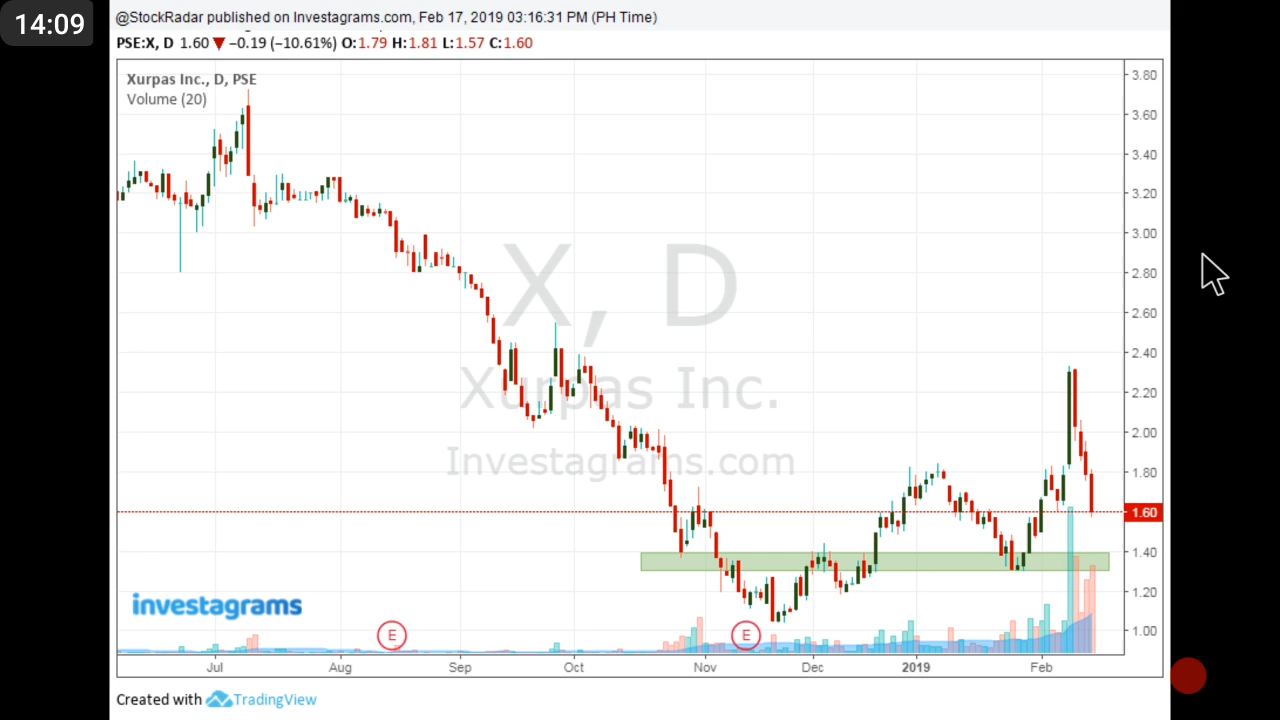 14:09
@StockRadar published on Investagrams.com, Feb 17, 2019 03:16:31 PM (PH Time)
PSE:X, D 1.60 ▼ −0.19 (−10.61%) O:1.79 H:1.81 L:1.57 C:1.60
Xurpas Inc., D, PSE
Volume (20)
X, D
Xurpas Inc.
Investagrams.com
3.80
3.60
3.40
3.20
3.00
2.80
2.60
2.40
2.20
2.00
1.80
1.60
1.40
1.20
1.00
investagrams
E
E
Jul Aug Sep Oct Nov Dec 2019 Feb
Created with TradingView